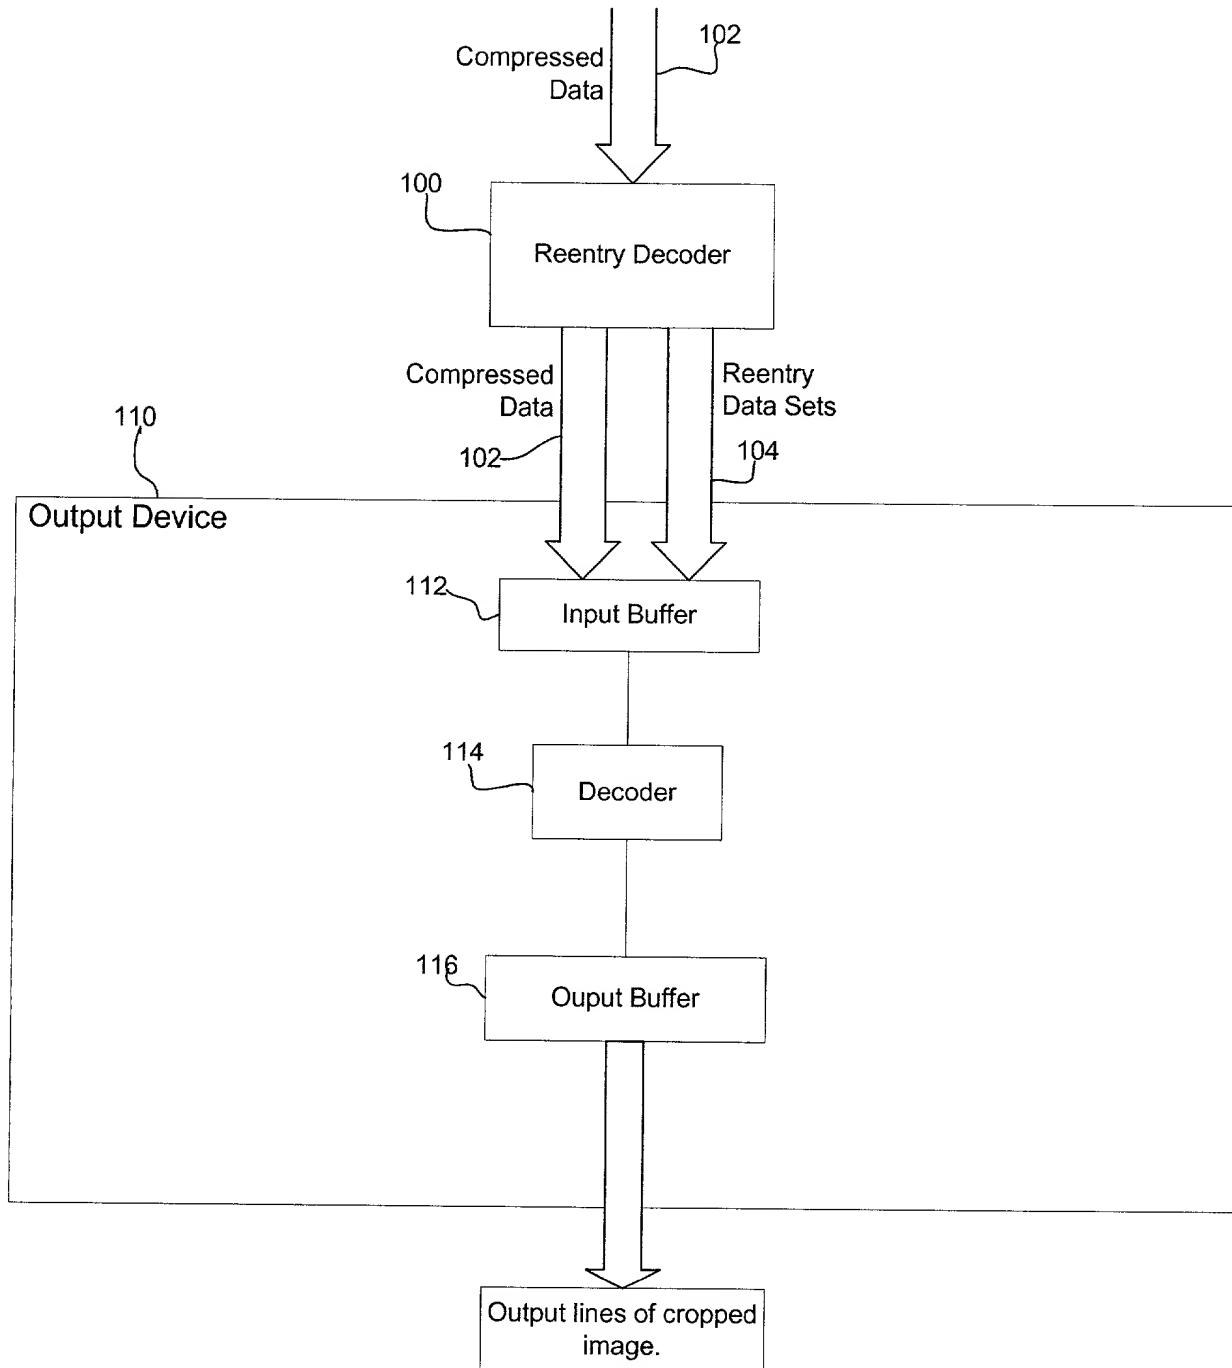 102
Compressed
Data
100
Reentry Decoder
Compressed
Data
Reentry
Data Sets
102
104
110
Output Device
112
Input Buffer
114
Decoder
116
Ouput Buffer
Output lines of cropped
image.